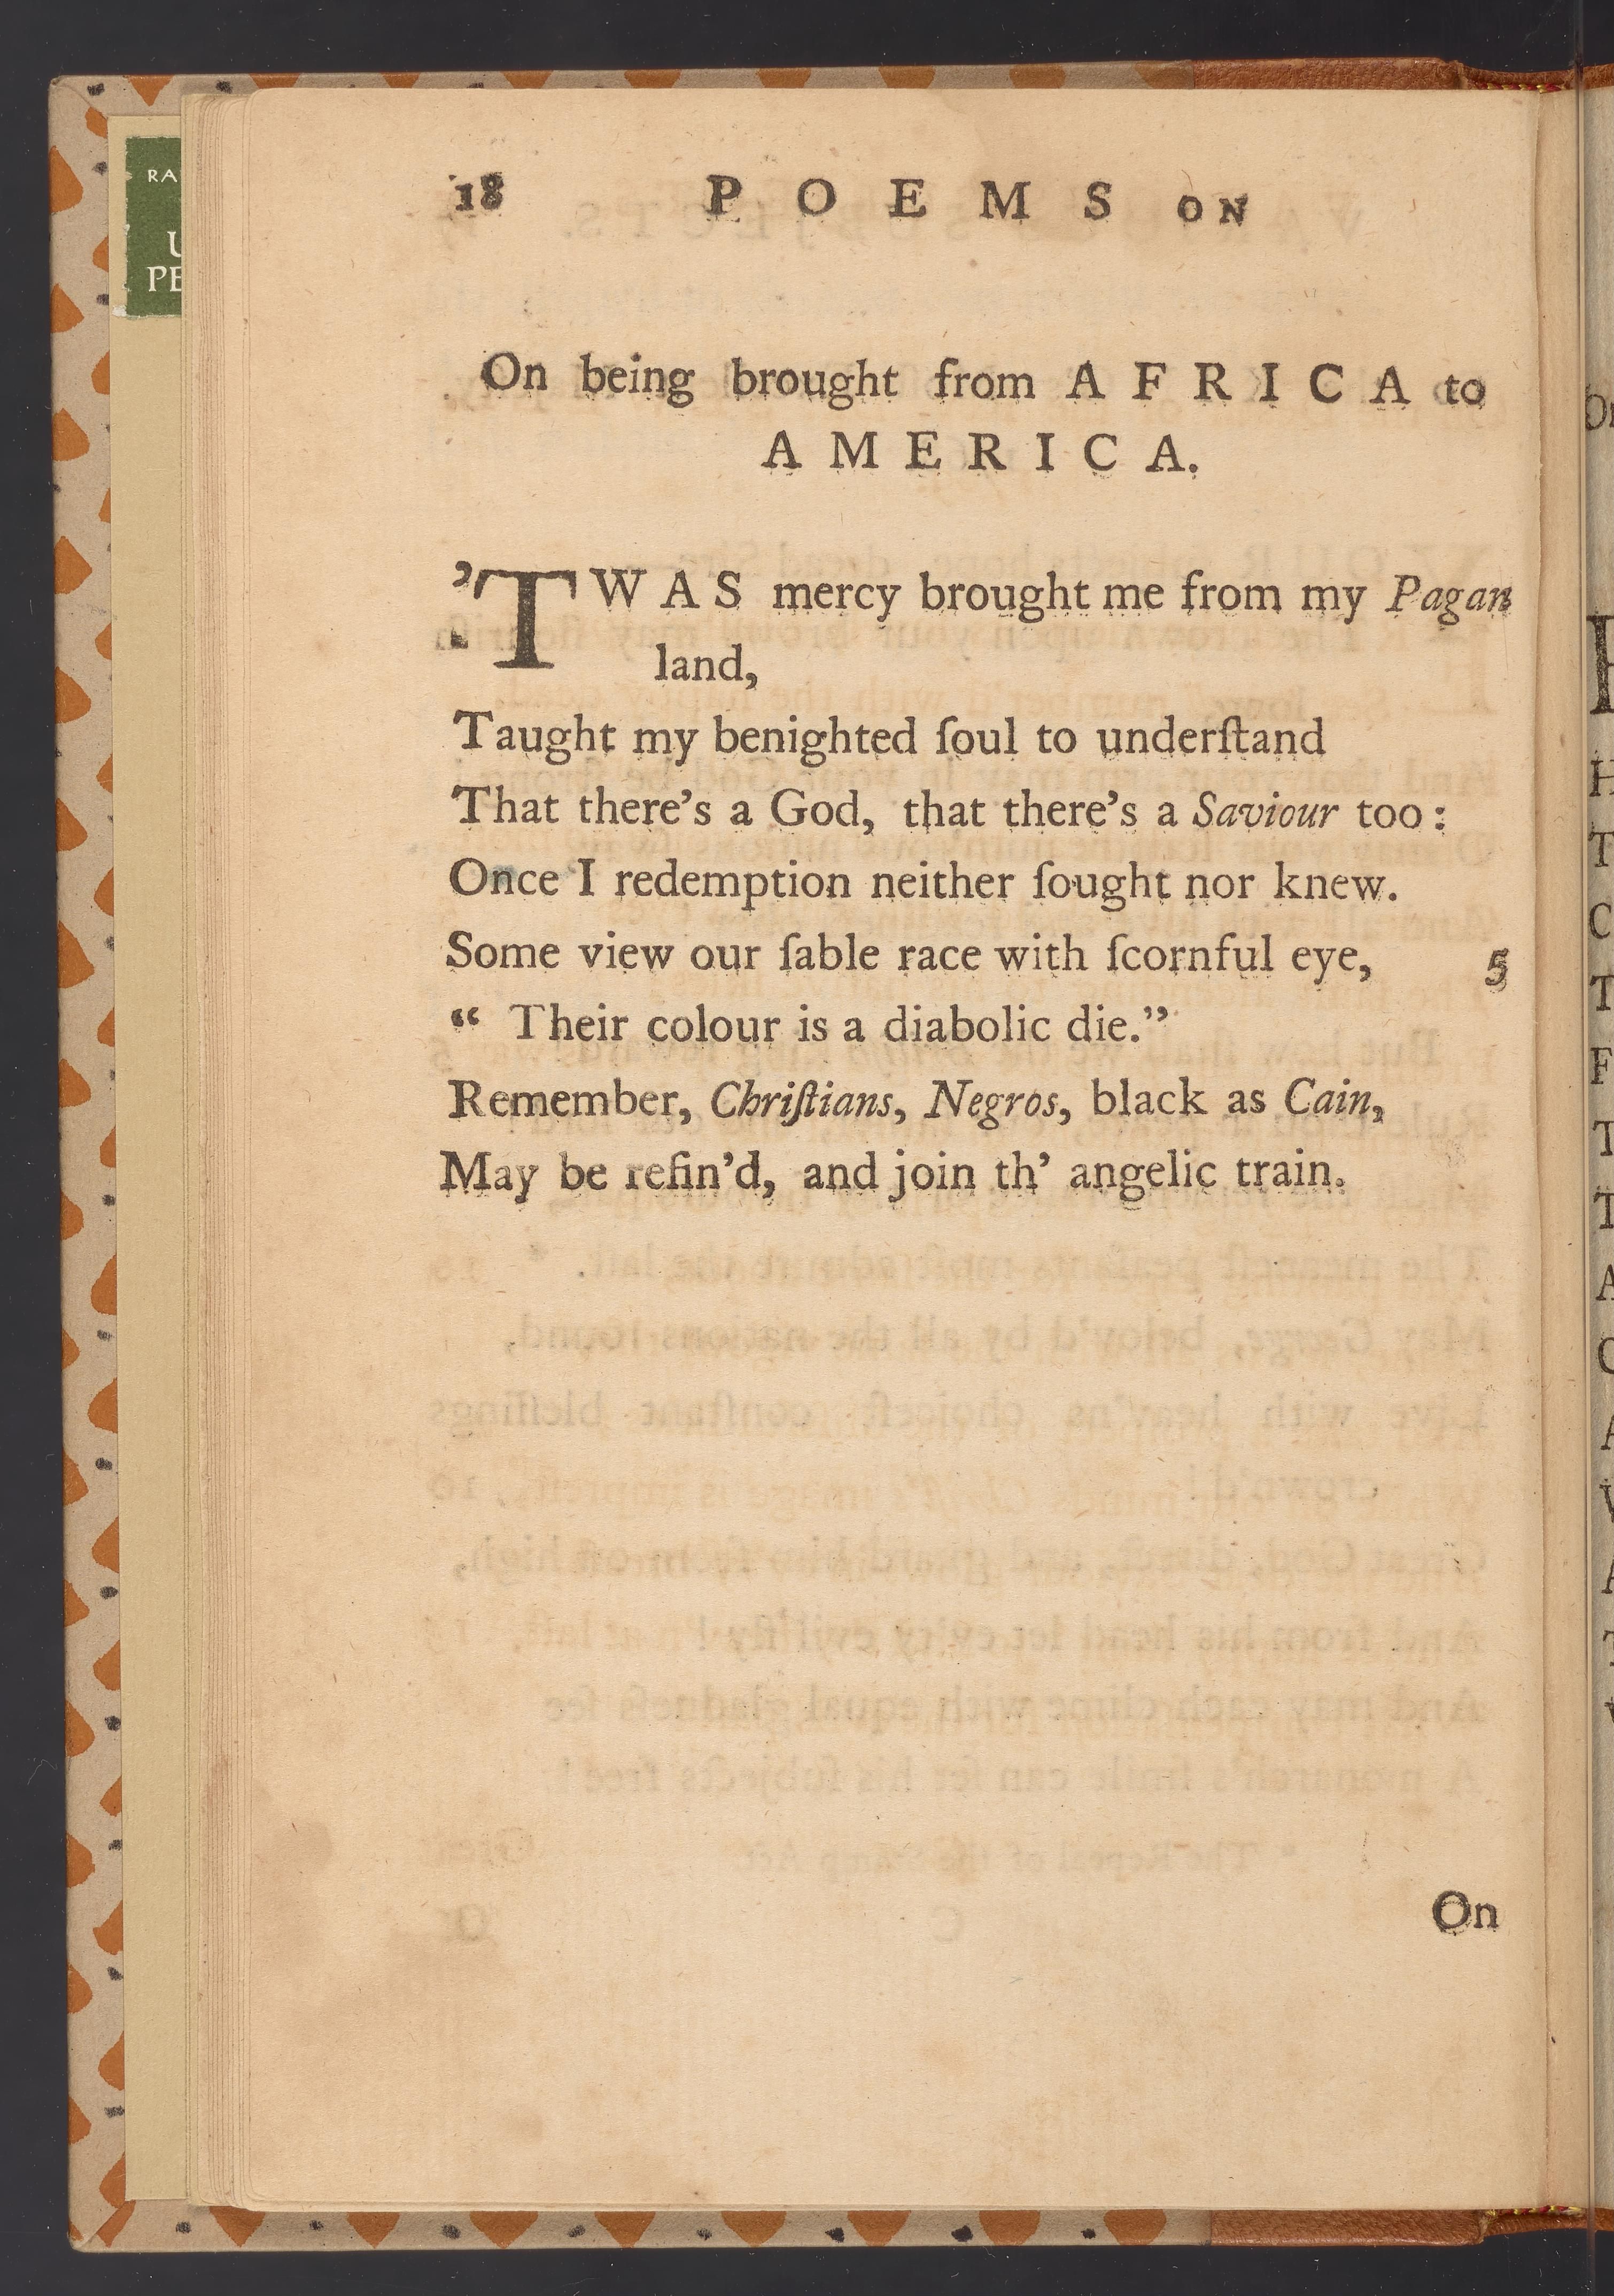 18 POEMS ON
On being brought from AFRICA to
AMERICA.
'TWAS mercy brought me from my Pagan
land,
Taught my benighted ſoul to underſtand
That there's a God, that there's a Saviour too:
Once I redemption neither ſought nor knew.
Some view our ſable race with ſcornful eye, 5
“ Their colour is a diabolic die.”
Remember, Chriſtians, Negros, black as Cain,
May be refin'd, and join th' angelic train.
On